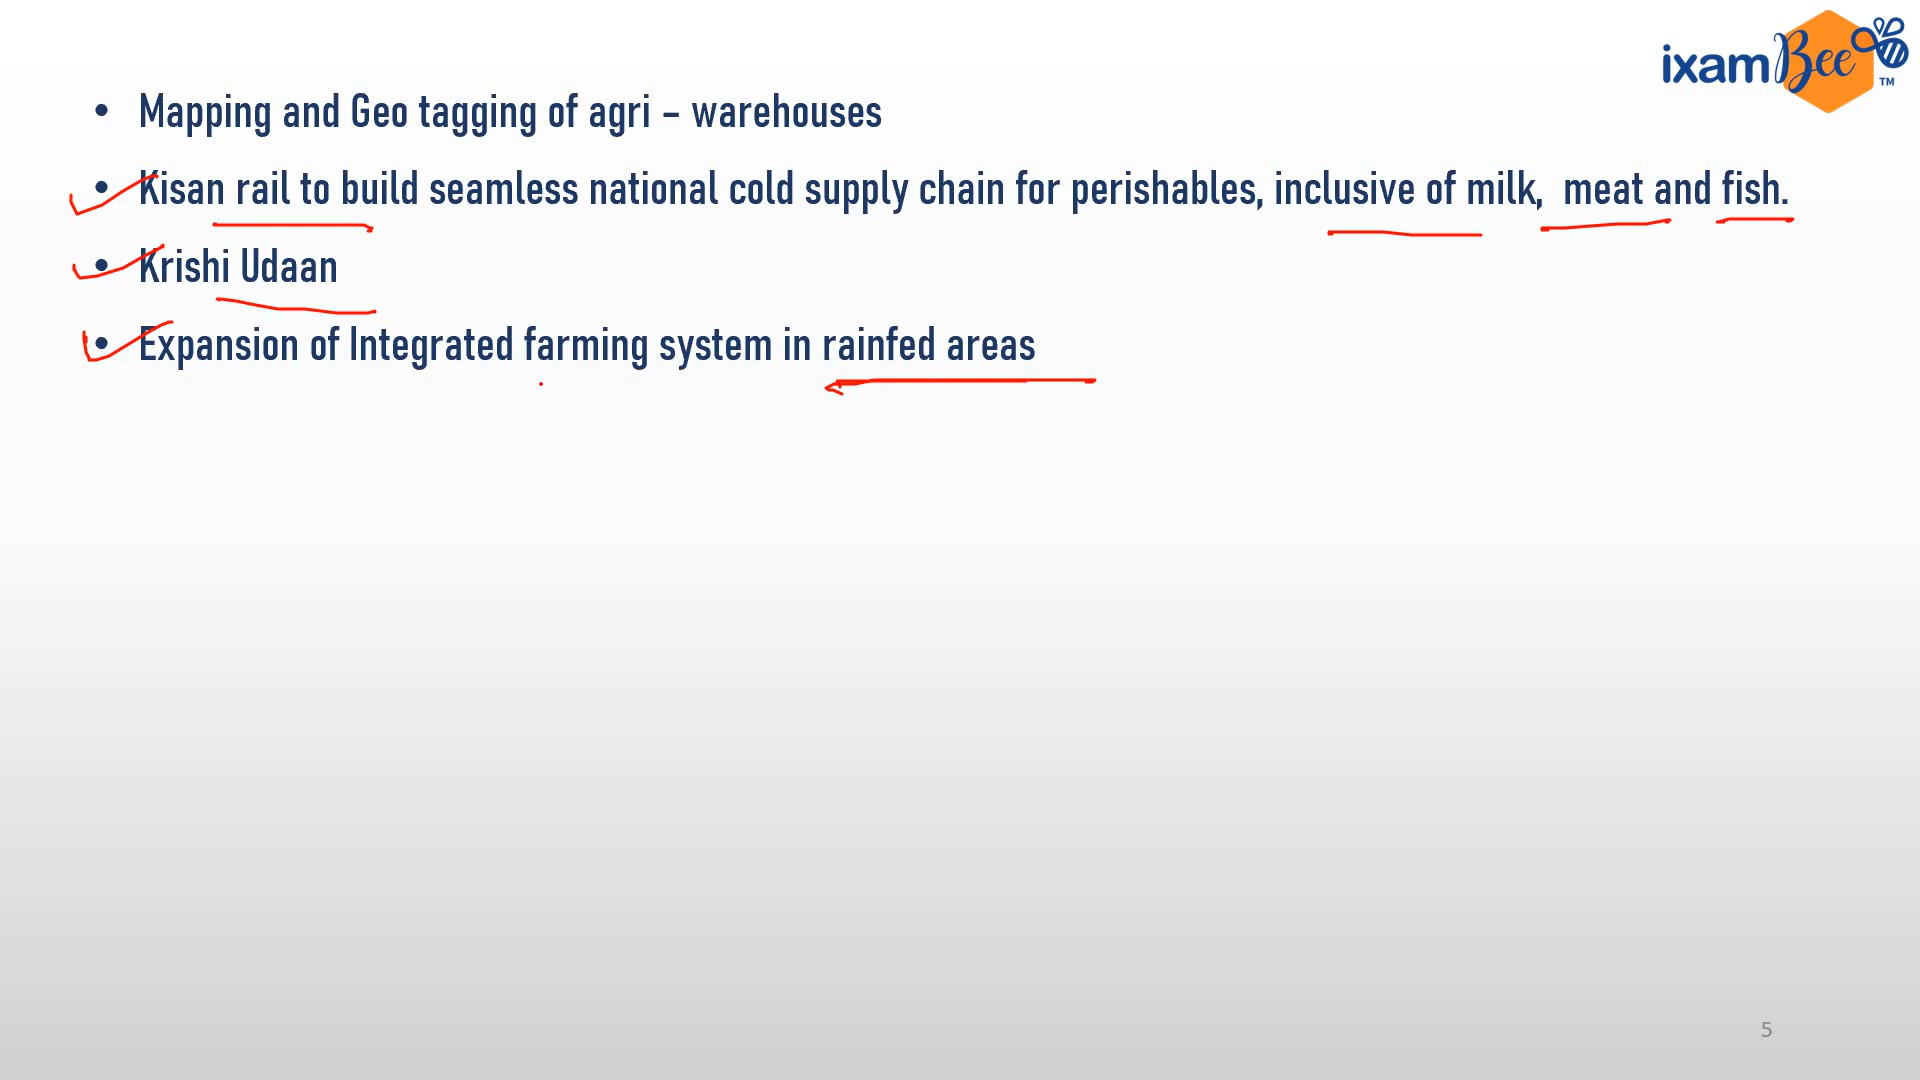 ixamBee TM
• Mapping and Geo tagging of agri – warehouses
• Kisan rail to build seamless national cold supply chain for perishables, inclusive of milk, meat and fish.
• Krishi Udaan
• Expansion of Integrated farming system in rainfed areas
5